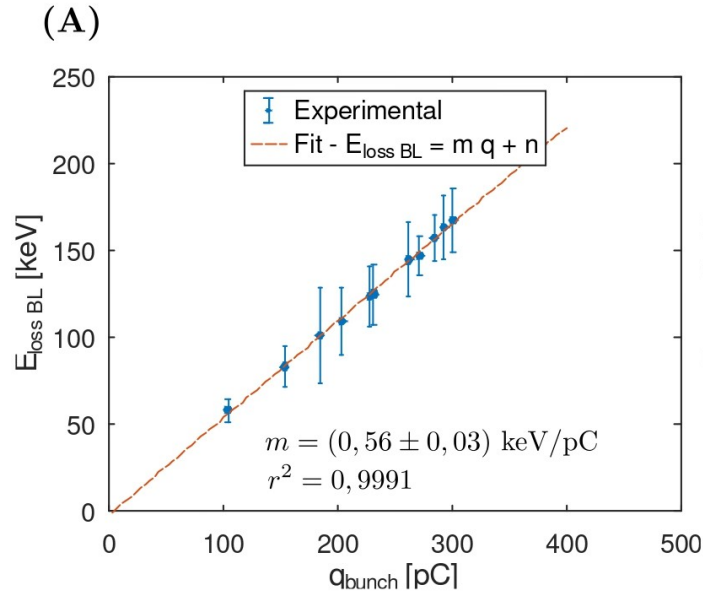 (A)
250
200
150
100
50
0
E_loss BL [keV]
Experimental
Fit - E_loss BL = m q + n
m = (0, 56 ± 0, 03) keV/pC
r² = 0, 9991
0 100 200 300 400 500
q_bunch [pC]